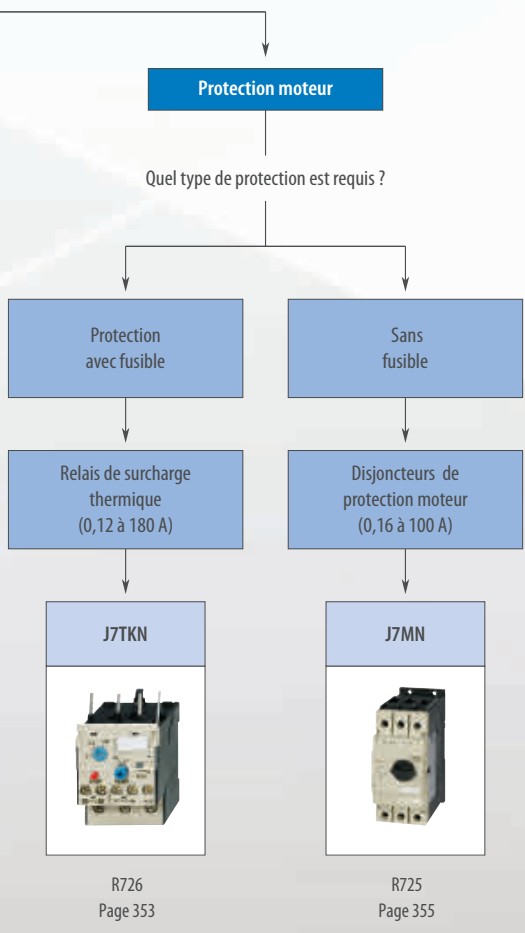 Protection moteur
Quel type de protection est requis ?
Protection
avec fusible
Sans
fusible
Relais de surcharge
thermique
(0,12 à 180 A)
Disjoncteurs de
protection moteur
(0,16 à 100 A)
J7TKN
J7MN
R726
Page 353
R725
Page 355